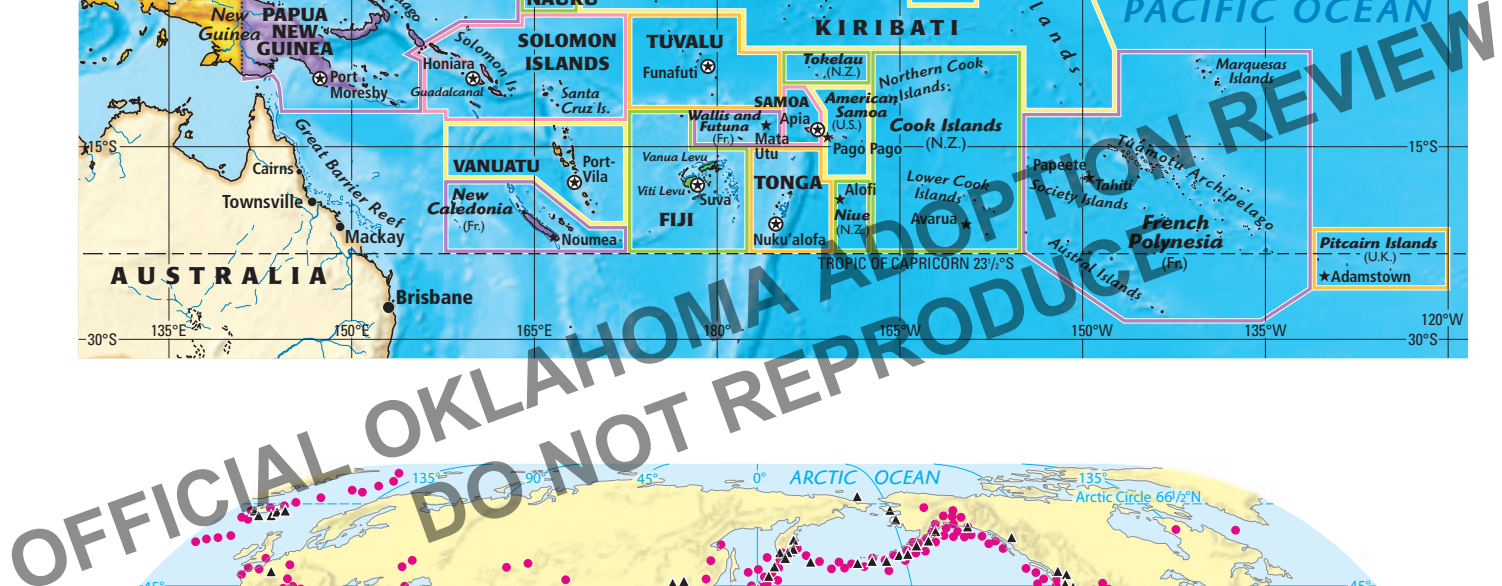 NAURU
New
Guinea
PAPUA
NEW
GUINEA
Port
Moresby
Solomon Is.
Honiara
Guadalcanal
SOLOMON
ISLANDS
Santa
Cruz Is.
TUVALU
Funafuti
KIRIBATI
Islands
PACIFIC OCEAN
Tokelau
(N.Z.)
Northern Cook
Islands
Marquesas
Islands
SAMOA
Apia
American
Samoa
(U.S.)
Pago Pago
Wallis and
Futuna
(Fr.)
Mata
Utu
Cook Islands
(N.Z.)
Great Barrier Reef
15°S
15°S
Cairns
Townsville
Mackay
VANUATU
Port-
Vila
New
Caledonia
(Fr.)
Noumea
Vanua Levu
Viti Levu
Suva
FIJI
TONGA
Nuku'alofa
Alofi
Niue
(N.Z.)
Lower Cook
Islands
Avarua
Papeete
Tahiti
Society Islands
Tuamotu Archipelago
French
Polynesia
(Fr.)
Austral Islands
Pitcairn Islands
(U.K.)
Adamstown
TROPIC OF CAPRICORN 23½°S
AUSTRALIA
Brisbane
135°E
150°E
165°E
180°
165°W
150°W
135°W
120°W
30°S
30°S
OFFICIAL OKLAHOMA ADOPTION REVIEW
DO NOT REPRODUCE
135°
90°
45°
0°
ARCTIC OCEAN
135°
Arctic Circle 66½°N
45°
45°